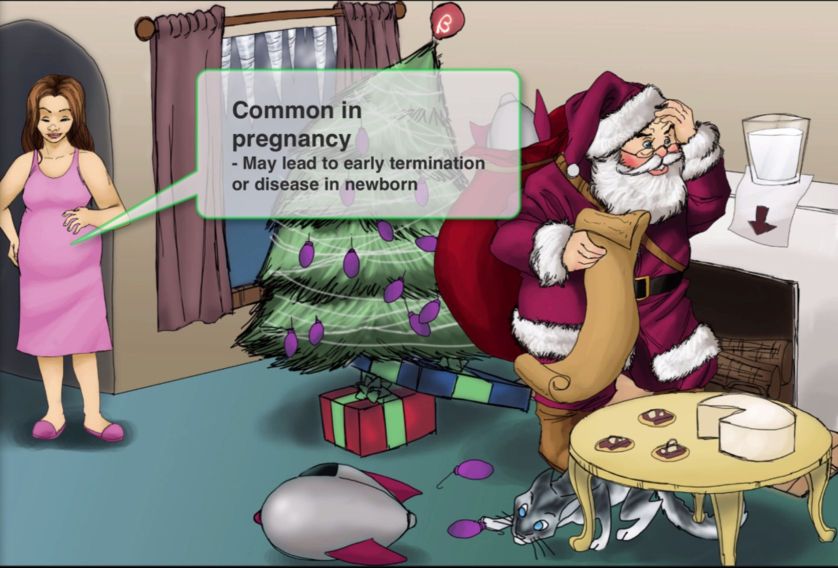 β
Common in
pregnancy
- May lead to early termination
or disease in newborn